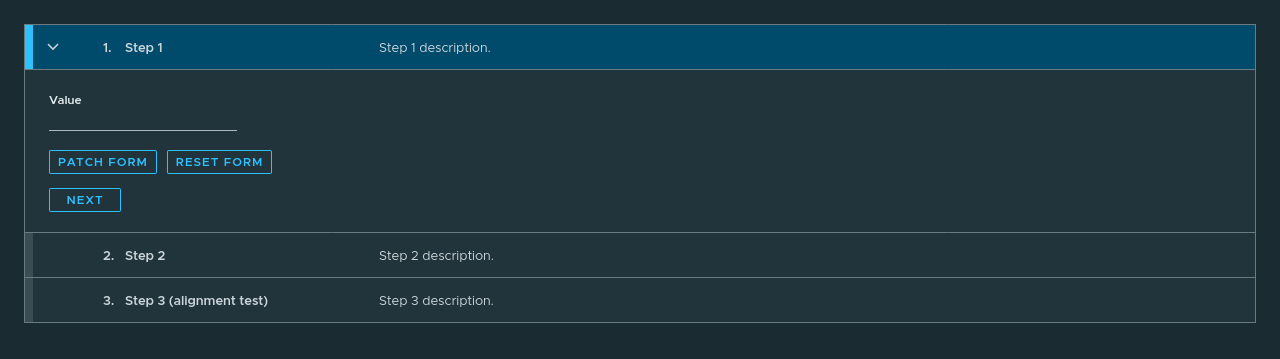 1. Step 1 Step 1 description.
Value
PATCH FORM RESET FORM
NEXT
2. Step 2 Step 2 description.
3. Step 3 (alignment test) Step 3 description.